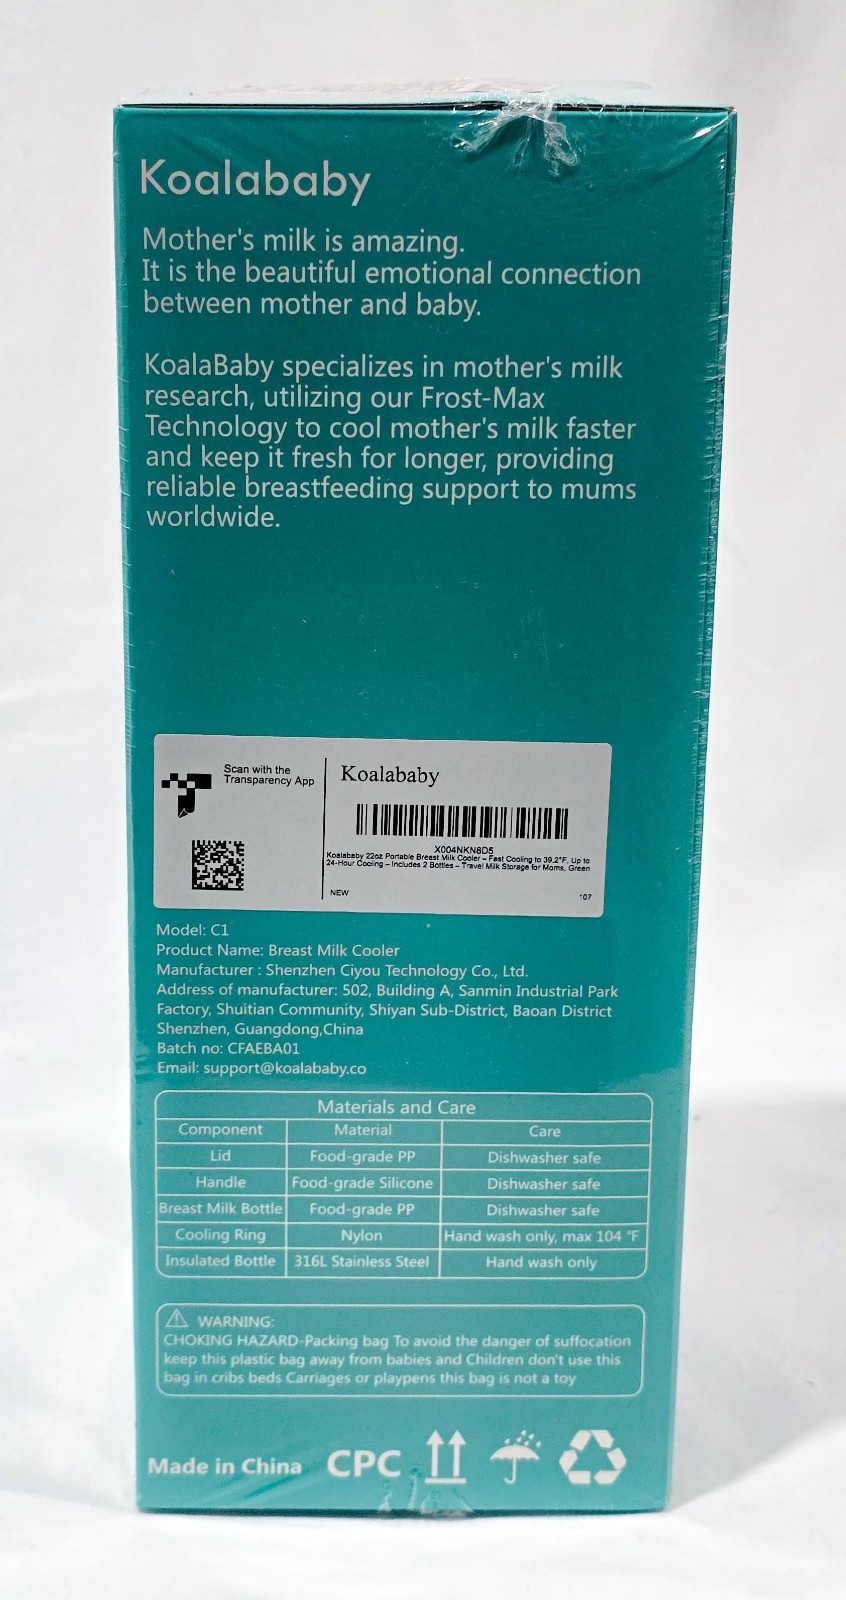 Koalababy
Mother's milk is amazing.
It is the beautiful emotional connection
between mother and baby.
KoalaBaby specializes in mother's milk
research, utilizing our Frost-Max
Technology to cool mother's milk faster
and keep it fresh for longer, providing
reliable breastfeeding support to mums
worldwide.
Scan with the
Transparency App
Koalababy
X004NKN8D5
Koalababy 22oz Portable Breast Milk Cooler – Fast Cooling to 39.2°F, Up to
24-Hour Cooling – Includes 2 Bottles – Travel Milk Storage for Moms, Green
NEW
107
Model: C1
Product Name: Breast Milk Cooler
Manufacturer : Shenzhen Ciyou Technology Co., Ltd.
Address of manufacturer: 502, Building A, Sanmin Industrial Park
Factory, Shuitian Community, Shiyan Sub-District, Baoan District
Shenzhen, Guangdong,China
Batch no: CFAEBA01
Email: support@koalababy.co
Materials and Care
Component Material Care
Lid Food-grade PP Dishwasher safe
Handle Food-grade Silicone Dishwasher safe
Breast Milk Bottle Food-grade PP Dishwasher safe
Cooling Ring Nylon Hand wash only, max 104 °F
Insulated Bottle 316L Stainless Steel Hand wash only
WARNING:
CHOKING HAZARD-Packing bag To avoid the danger of suffocation
keep this plastic bag away from babies and Children don't use this
bag in cribs beds Carriages or playpens this bag is not a toy
Made in China CPC